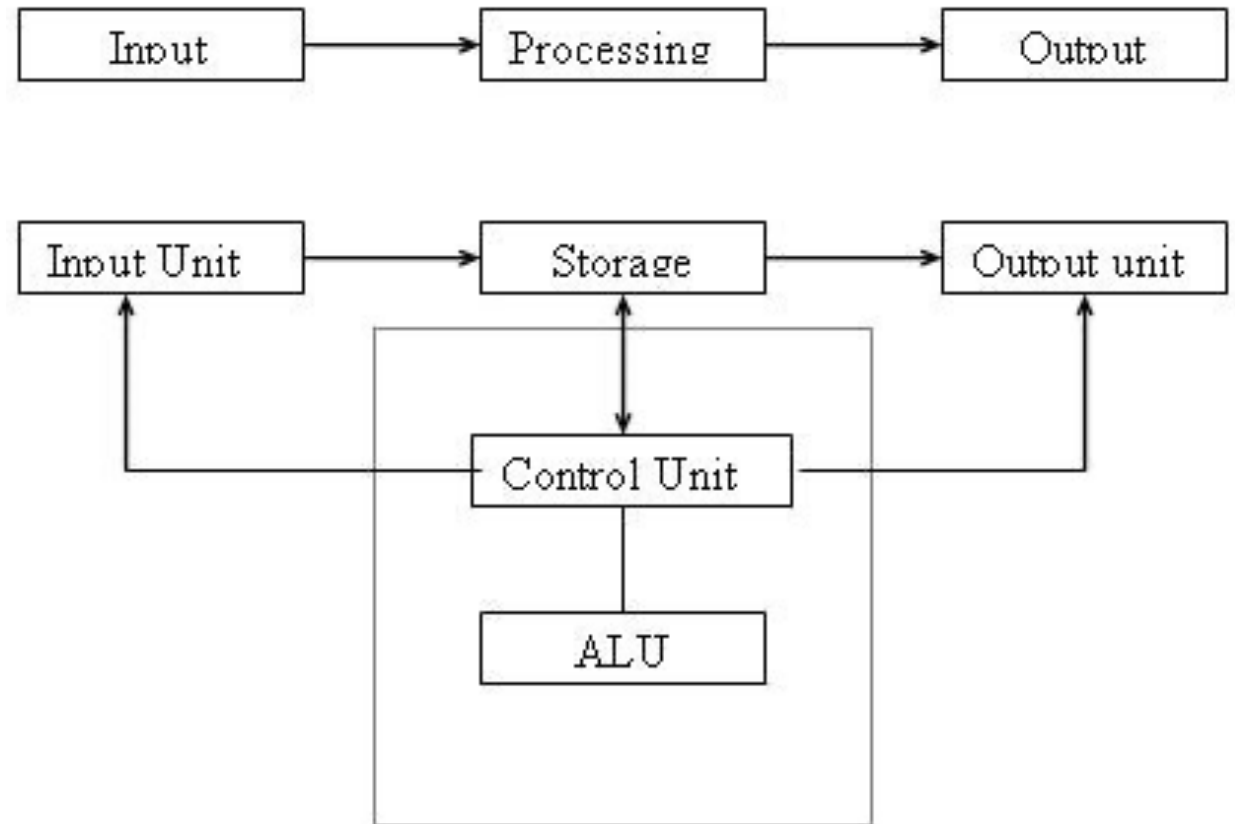 Input
Processing
Output
Input Unit
Storage
Output unit
Control Unit
ALU